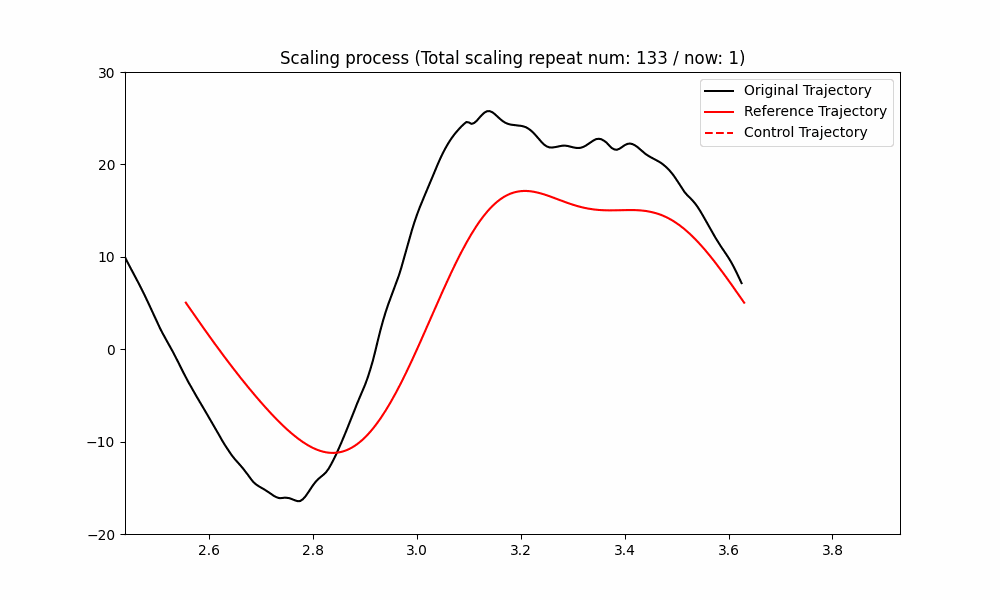 Scaling process (Total scaling repeat num: 133 / now: 1)
30
20
10
0
−10
−20
Original Trajectory
Reference Trajectory
Control Trajectory
2.6 2.8 3.0 3.2 3.4 3.6 3.8